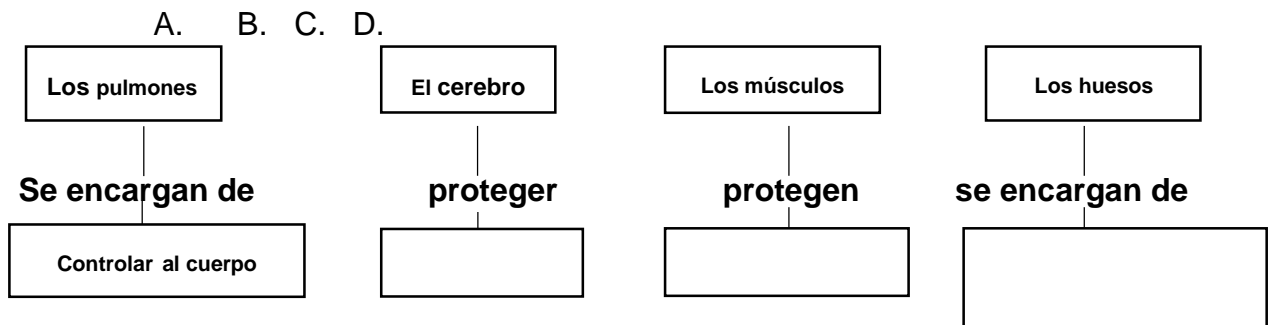 A. B. C. D.
Los pulmones El cerebro Los músculos Los huesos
Se encargan de proteger protegen se encargan de
Controlar al cuerpo